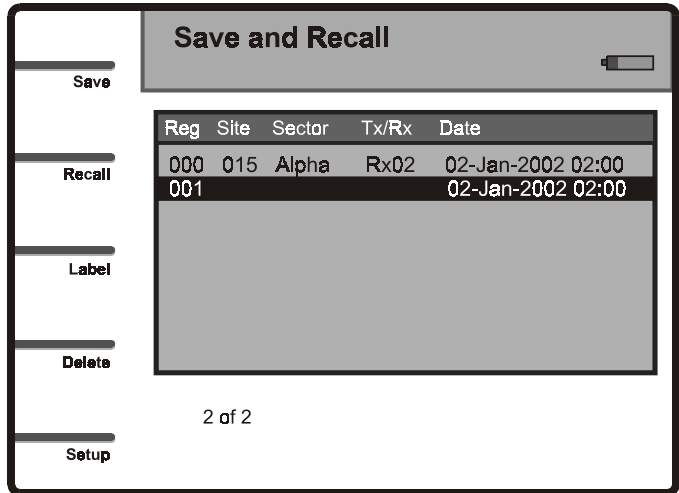 Save and Recall
Save
Reg Site Sector Tx/Rx Date
000 015 Alpha Rx02 02-Jan-2002 02:00
001 02-Jan-2002 02:00
Recall
Label
Delete
2 of 2
Setup